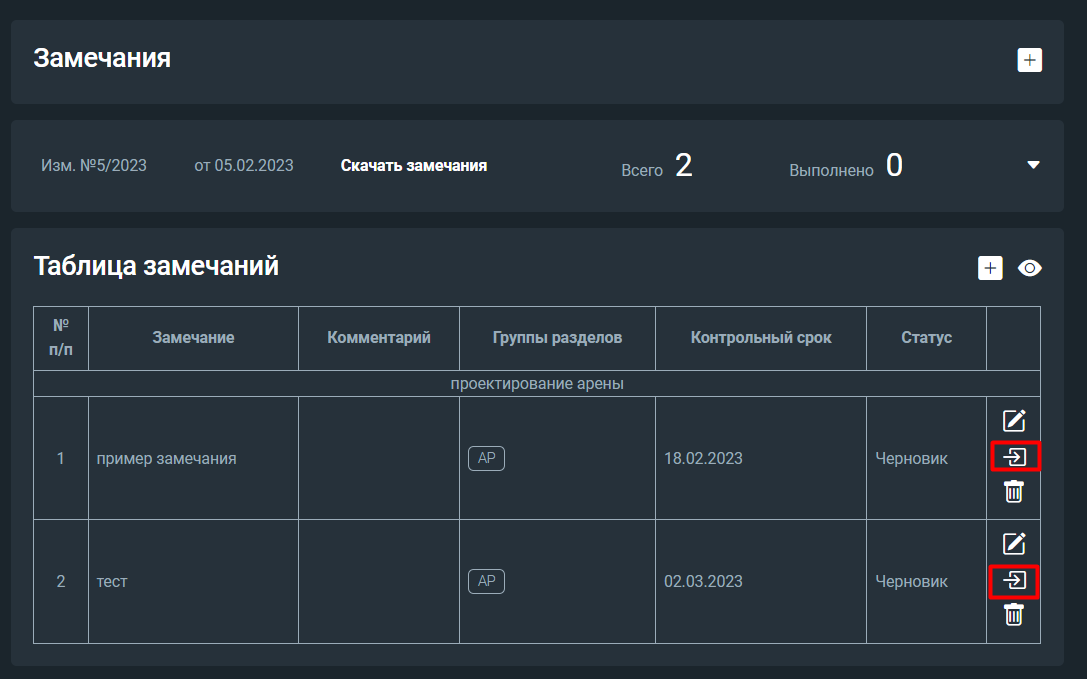 Замечания
Изм. №5/2023 от 05.02.2023 Скачать замечания Всего 2 Выполнено 0
Таблица замечаний
№ п/п Замечание Комментарий Группы разделов Контрольный срок Статус
проектирование арены
1 пример замечания АР 18.02.2023 Черновик
2 тест АР 02.03.2023 Черновик